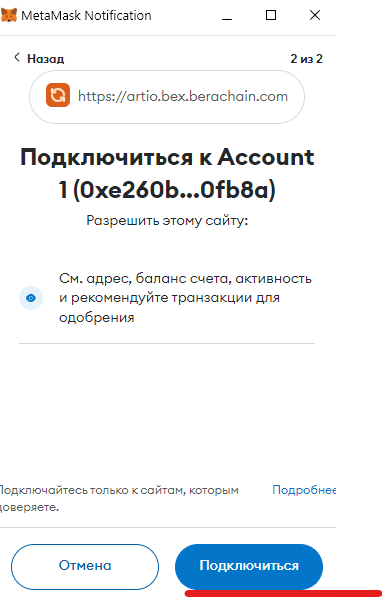 MetaMask Notification
Назад
2 из 2
https://artio.bex.berachain.com
Подключиться к Account
1 (0xe260b...0fb8a)
Разрешить этому сайту:
См. адрес, баланс счета, активность
и рекомендуйте транзакции для
одобрения
Подключайтесь только к сайтам, которым
доверяете.
Подробнее
Отмена
Подключиться